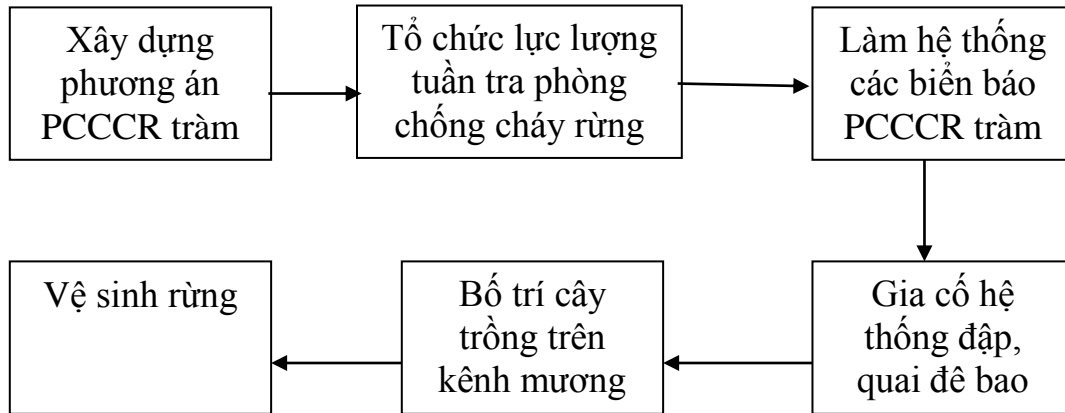 Xây dựng
phương án
PCCCR tràm
Tổ chức lực lượng
tuần tra phòng
chống cháy rừng
Làm hệ thống
các biển báo
PCCCR tràm
Gia cố hệ
thống đập,
quai đê bao
Bố trí cây
trồng trên
kênh mương
Vệ sinh rừng